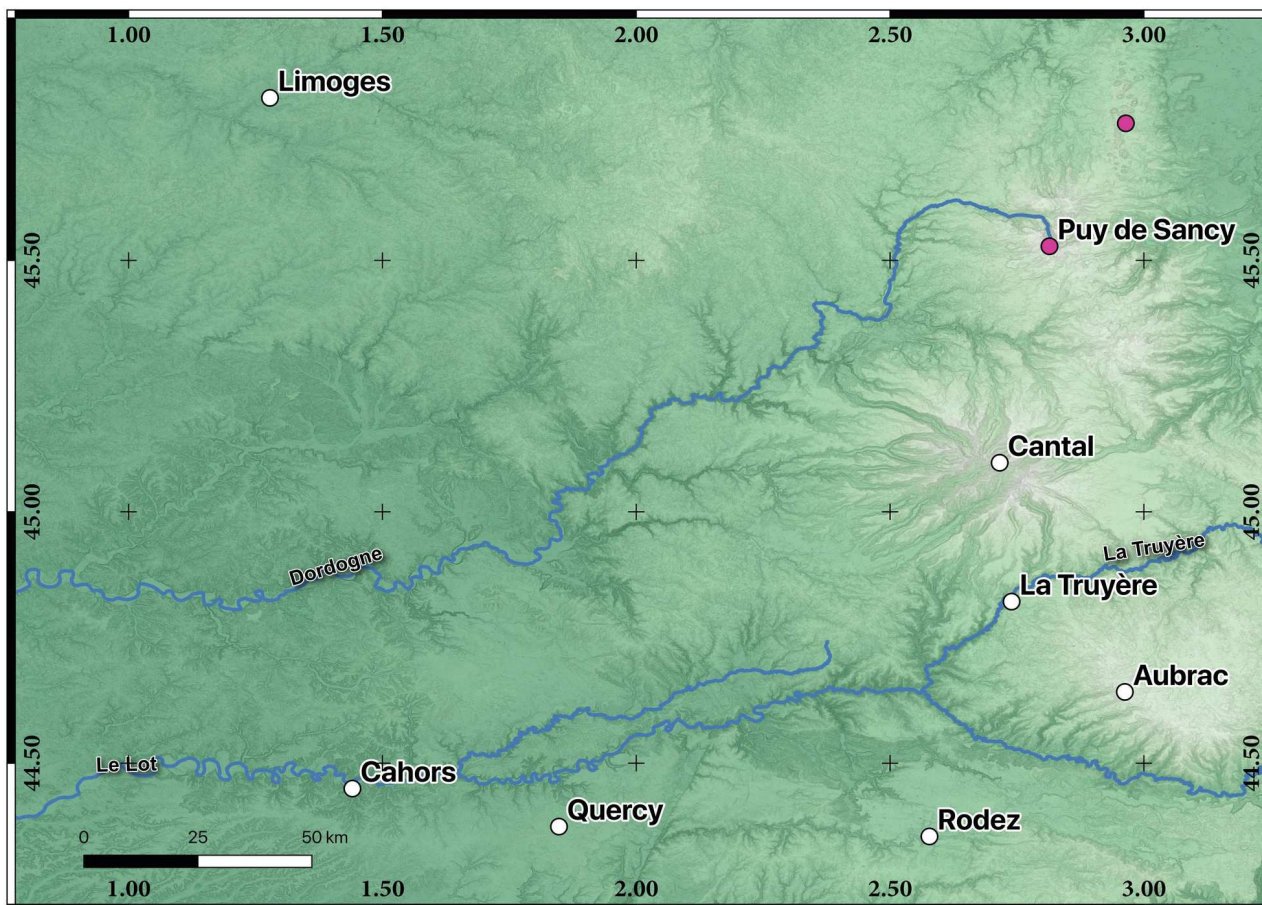 1.00 1.50 2.00 2.50 3.00
Limoges
Puy de Sancy
45.50 45.50
Cantal
45.00 45.00
La Truyère
Dordogne
La Truyère
Aubrac
44.50 44.50
Le Lot
Cahors
Quercy
Rodez
0 25 50 km
1.00 1.50 2.00 2.50 3.00